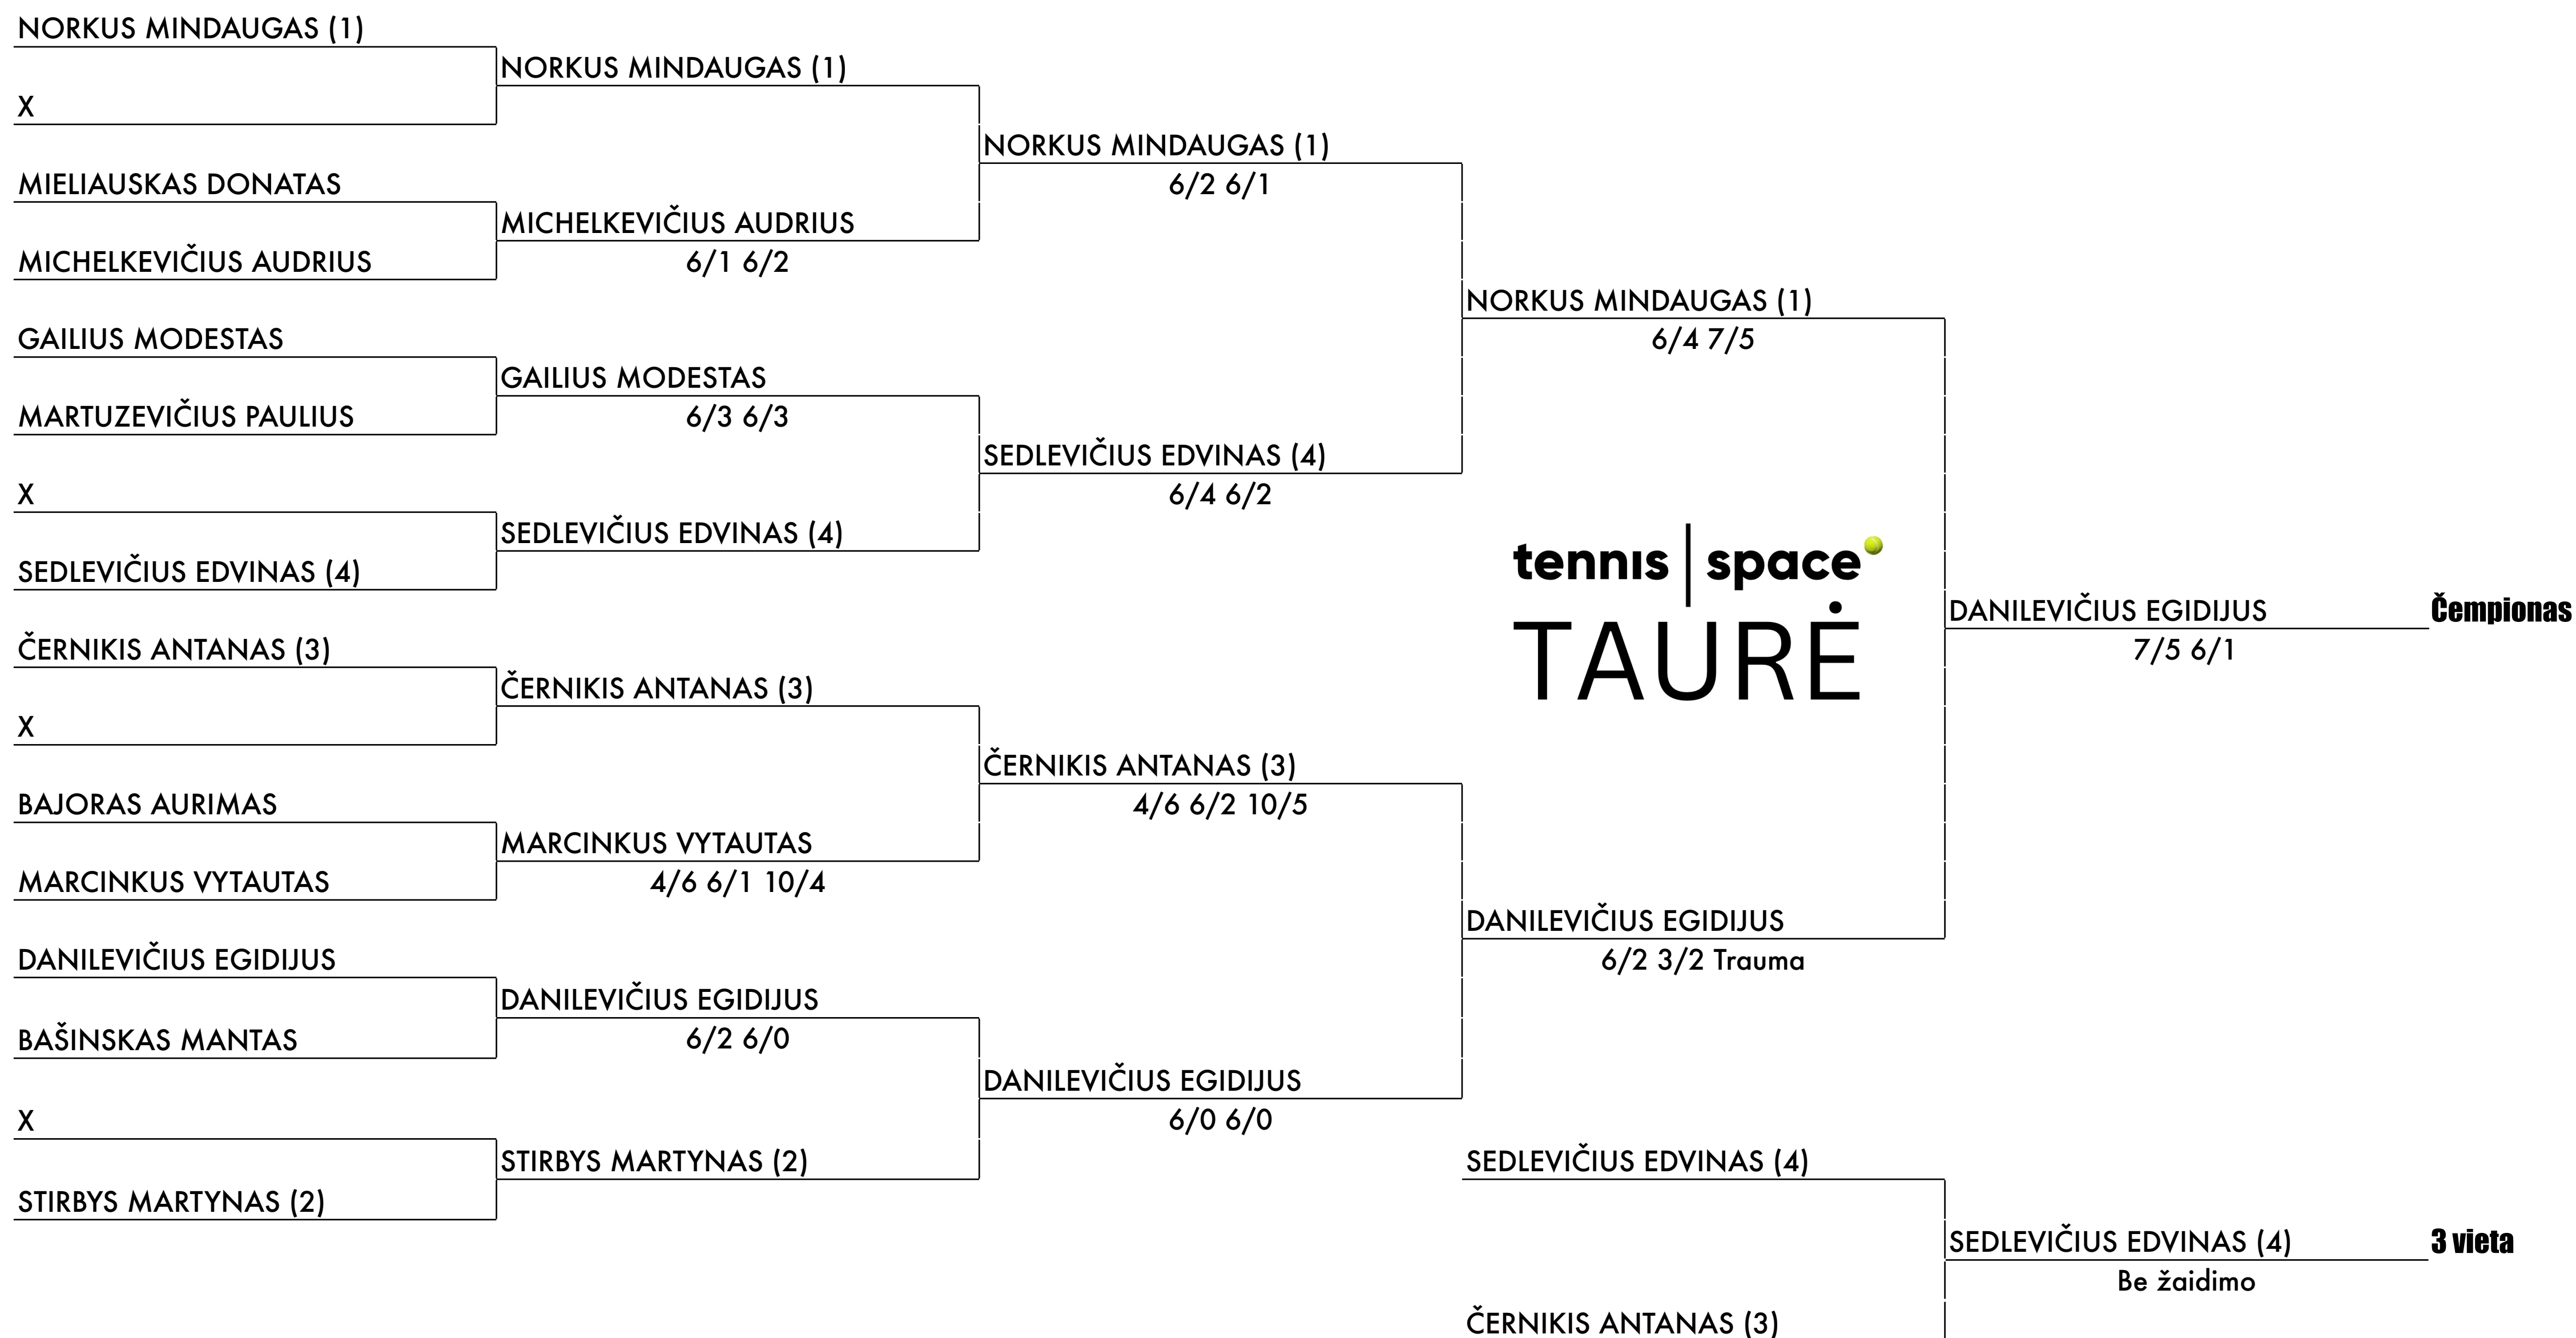 NORKUS MINDAUGAS (1)
X
MIELIAUSKAS DONATAS
MICHELKEVIČIUS AUDRIUS
GAILIUS MODESTAS
MARTUZEVIČIUS PAULIUS
X
SEDLEVIČIUS EDVINAS (4)
ČERNIKIS ANTANAS (3)
X
BAJORAS AURIMAS
MARCINKUS VYTAUTAS
DANILEVIČIUS EGIDIJUS
BAŠINSKAS MANTAS
X
STIRBYS MARTYNAS (2)
NORKUS MINDAUGAS (1)
MICHELKEVIČIUS AUDRIUS
6/1 6/2
GAILIUS MODESTAS
6/3 6/3
SEDLEVIČIUS EDVINAS (4)
ČERNIKIS ANTANAS (3)
MARCINKUS VYTAUTAS
4/6 6/1 10/4
DANILEVIČIUS EGIDIJUS
6/2 6/0
STIRBYS MARTYNAS (2)
NORKUS MINDAUGAS (1)
6/2 6/1
SEDLEVIČIUS EDVINAS (4)
6/4 6/2
ČERNIKIS ANTANAS (3)
4/6 6/2 10/5
DANILEVIČIUS EGIDIJUS
6/0 6/0
NORKUS MINDAUGAS (1)
6/4 7/5
tennis | space
TAURĖ
DANILEVIČIUS EGIDIJUS
6/2 3/2 Trauma
SEDLEVIČIUS EDVINAS (4)
ČERNIKIS ANTANAS (3)
DANILEVIČIUS EGIDIJUS Čempionas
7/5 6/1
SEDLEVIČIUS EDVINAS (4) 3 vieta
Be žaidimo